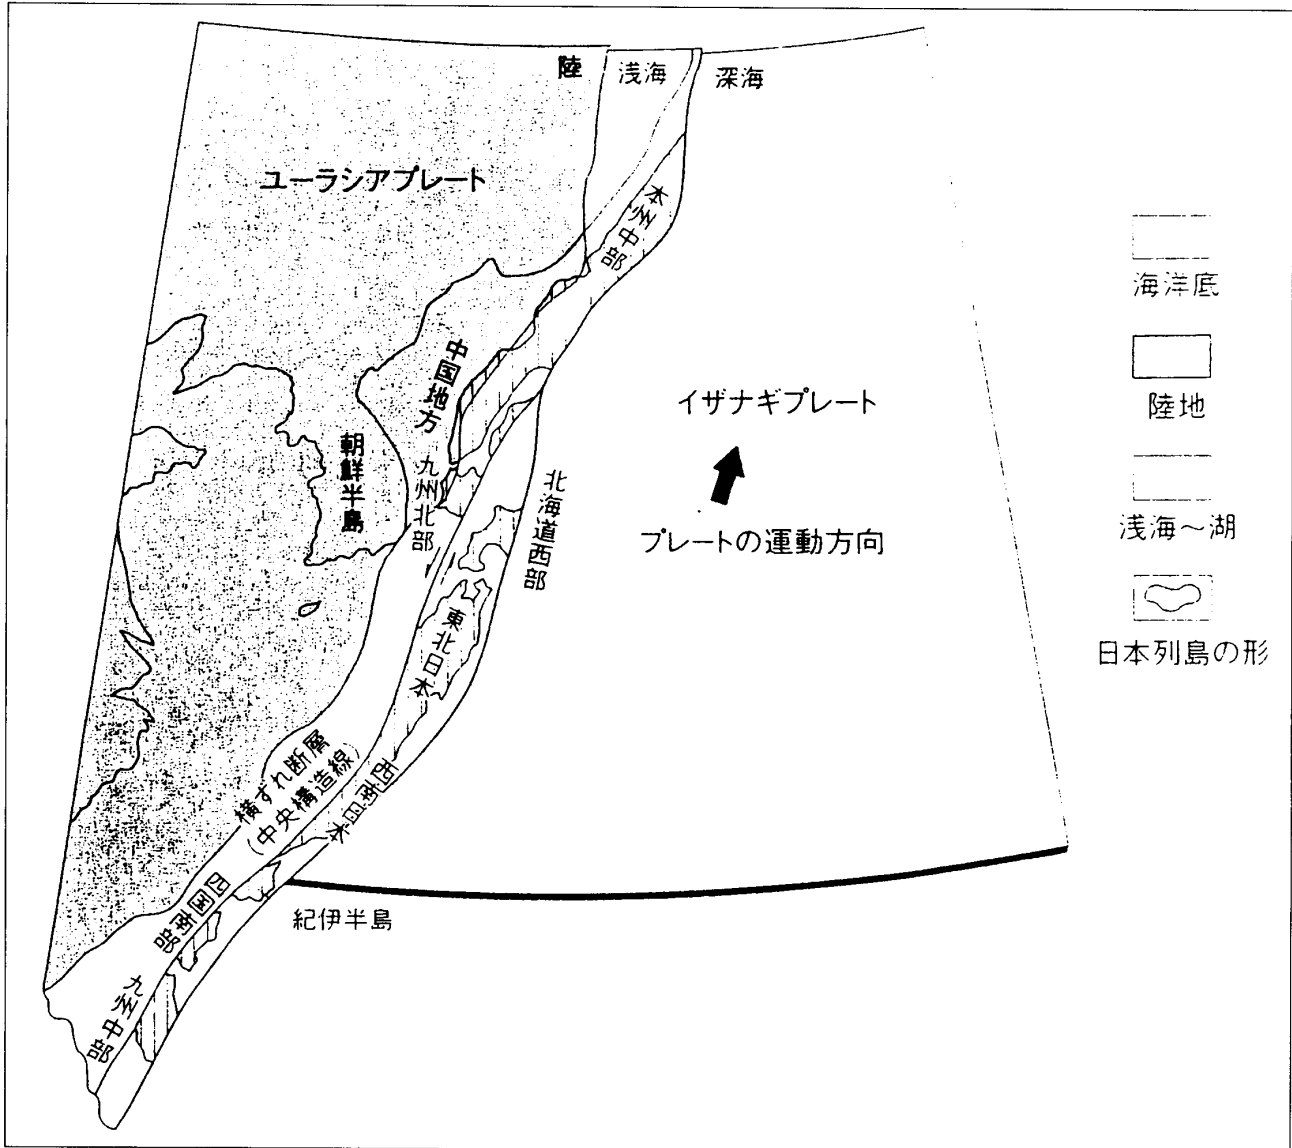 陸
浅海
深海
ユーラシアプレート
本州中部
中国地方
朝鮮半島
九州北部
北海道西部
イザナギプレート
プレートの運動方向
東北日本
横ずれ断層
(中央構造線)
西南日本
四国南部
紀伊半島
九州中部
海洋底
陸地
浅海～湖
日本列島の形